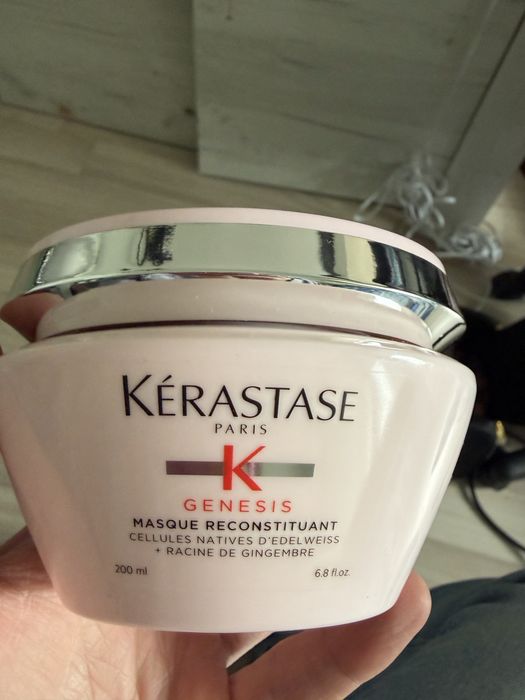 KÉRASTASE
PARIS
K
GENESIS
MASQUE RECONSTITUANT
CELLULES NATIVES D'EDELWEISS
+ RACINE DE GINGEMBRE
200 ml 6.8 fl.oz.